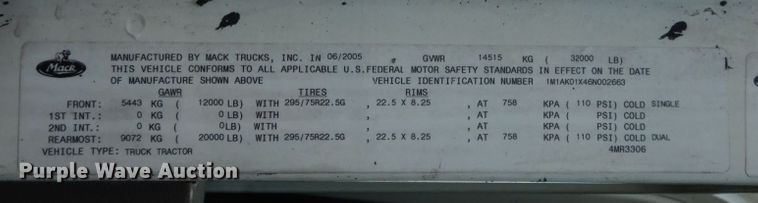 Mack
MANUFACTURED BY MACK TRUCKS, INC. IN 06/2005 , GVWR 14515 KG ( 32000 LB)
THIS VEHICLE CONFORMS TO ALL APPLICABLE U.S.FEDERAL MOTOR SAFETY STANDARDS IN EFFECT ON THE DATE
OF MANUFACTURE SHOWN ABOVE VEHICLE IDENTIFICATION NUMBER 1M1AK01X46N002663
GAWR TIRES RIMS
FRONT: 5443 KG ( 12000 LB) WITH 295/75R22.5G , 22.5 X 8.25 , AT 758 KPA ( 110 PSI) COLD SINGLE
1ST INT.: 0 KG ( 0 LB) WITH , , AT KPA ( PSI) COLD
2ND INT.: 0 KG ( 0 LB) WITH , , AT KPA ( PSI) COLD
REARMOST: 9072 KG ( 20000 LB) WITH 295/75R22.5G , 22.5 X 8.25 , AT 758 KPA ( 110 PSI) COLD DUAL
VEHICLE TYPE: TRUCK TRACTOR 4MR3306
Purple Wave Auction